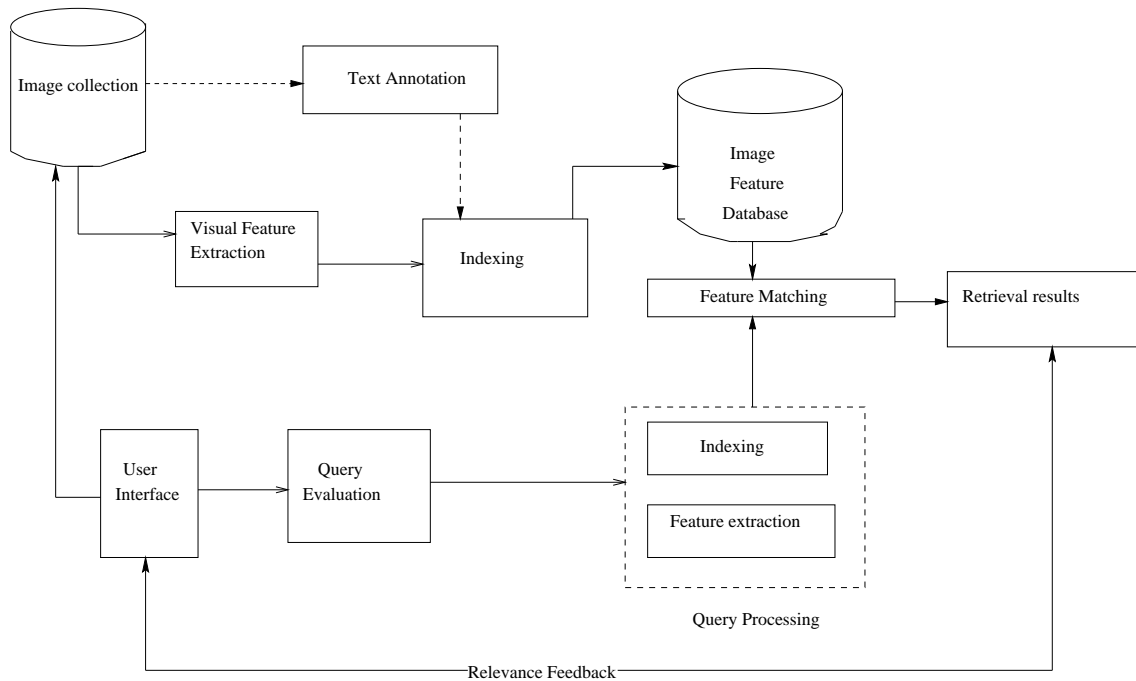 Image collection
Text Annotation
Image
Feature
Database
Visual Feature
Extraction
Indexing
Feature Matching
Retrieval results
User
Interface
Query
Evaluation
Indexing
Feature extraction
Query Processing
Relevance Feedback